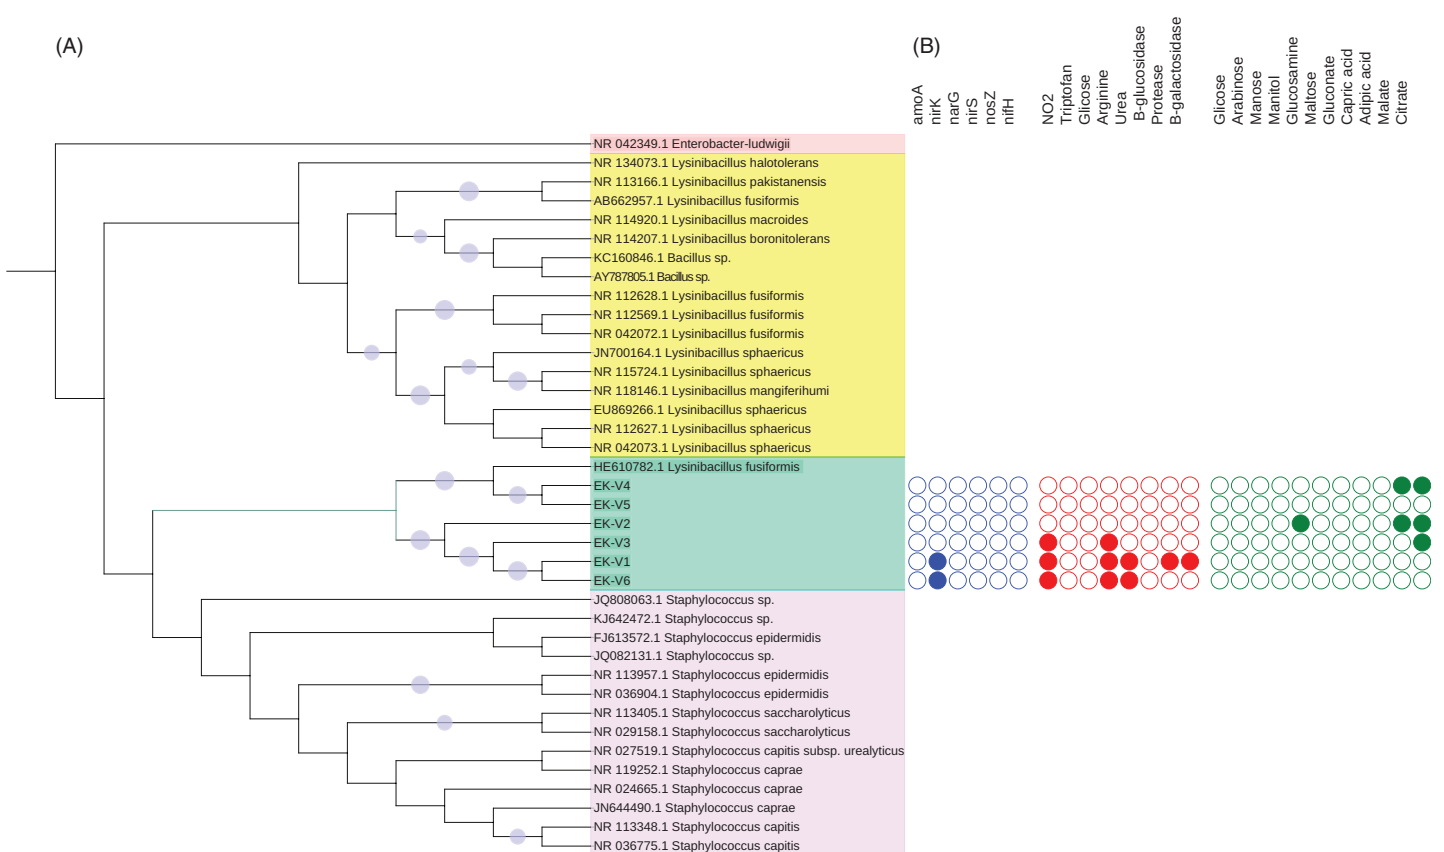 (A)
(B)
amoA
nirK
narG
nirS
nosZ
nifH
NO2
Triptofan
Glicose
Arginine
Urea
B-glucosidase
Protease
B-galactosidase
Glicose
Arabinose
Manose
Manitol
Glucosamine
Maltose
Gluconate
Capric acid
Adipic acid
Malate
Citrate
NR 042349.1 Enterobacter-ludwigii
NR 134073.1 Lysinibacillus halotolerans
NR 113166.1 Lysinibacillus pakistanensis
AB662957.1 Lysinibacillus fusiformis
NR 114920.1 Lysinibacillus macroides
NR 114207.1 Lysinibacillus boronitolerans
KC160846.1 Bacillus sp.
AY787805.1 Bacillus sp.
NR 112628.1 Lysinibacillus fusiformis
NR 112569.1 Lysinibacillus fusiformis
NR 042072.1 Lysinibacillus fusiformis
JN700164.1 Lysinibacillus sphaericus
NR 115724.1 Lysinibacillus sphaericus
NR 118146.1 Lysinibacillus mangiferihumi
EU869266.1 Lysinibacillus sphaericus
NR 112627.1 Lysinibacillus sphaericus
NR 042073.1 Lysinibacillus sphaericus
HE610782.1 Lysinibacillus fusiformis
EK-V4
EK-V5
EK-V2
EK-V3
EK-V1
EK-V6
JQ808063.1 Staphylococcus sp.
KJ642472.1 Staphylococcus sp.
FJ613572.1 Staphylococcus epidermidis
JQ082131.1 Staphylococcus sp.
NR 113957.1 Staphylococcus epidermidis
NR 036904.1 Staphylococcus epidermidis
NR 113405.1 Staphylococcus saccharolyticus
NR 029158.1 Staphylococcus saccharolyticus
NR 027519.1 Staphylococcus capitis subsp. urealyticus
NR 119252.1 Staphylococcus caprae
NR 024665.1 Staphylococcus caprae
JN644490.1 Staphylococcus caprae
NR 113348.1 Staphylococcus capitis
NR 036775.1 Staphylococcus capitis